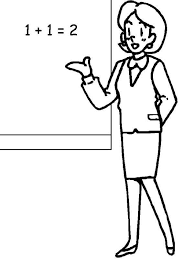 1 + 1 = 2